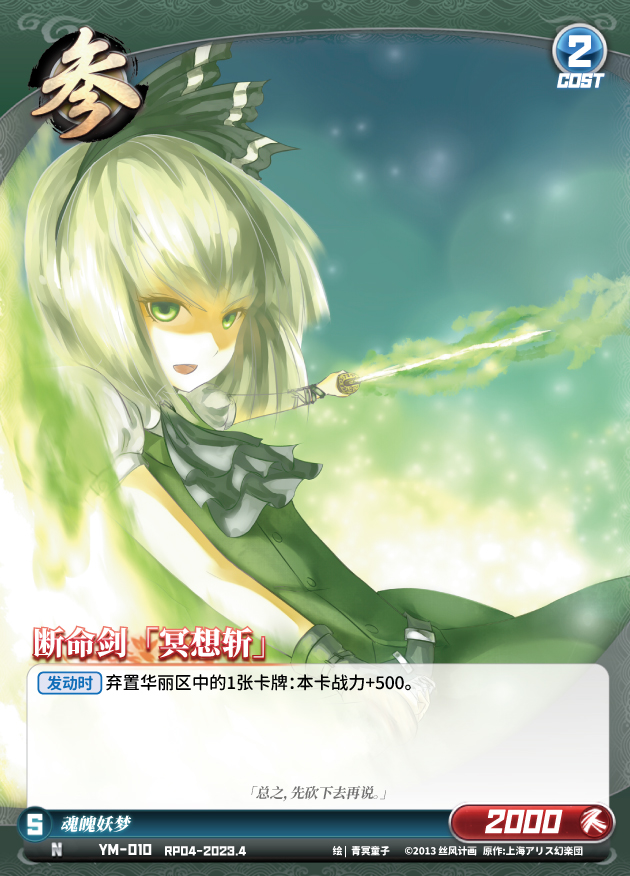 参
2
COST
断命剑「冥想斩」
发动时 弃置华丽区中的1张卡牌:本卡战力+500。
「总之,先砍下去再说。」
S 魂魄妖梦
2000
N YM-010 RP04-2023.4 绘| 青冥童子 ©2013 丝风计画 原作:上海アリス幻楽団